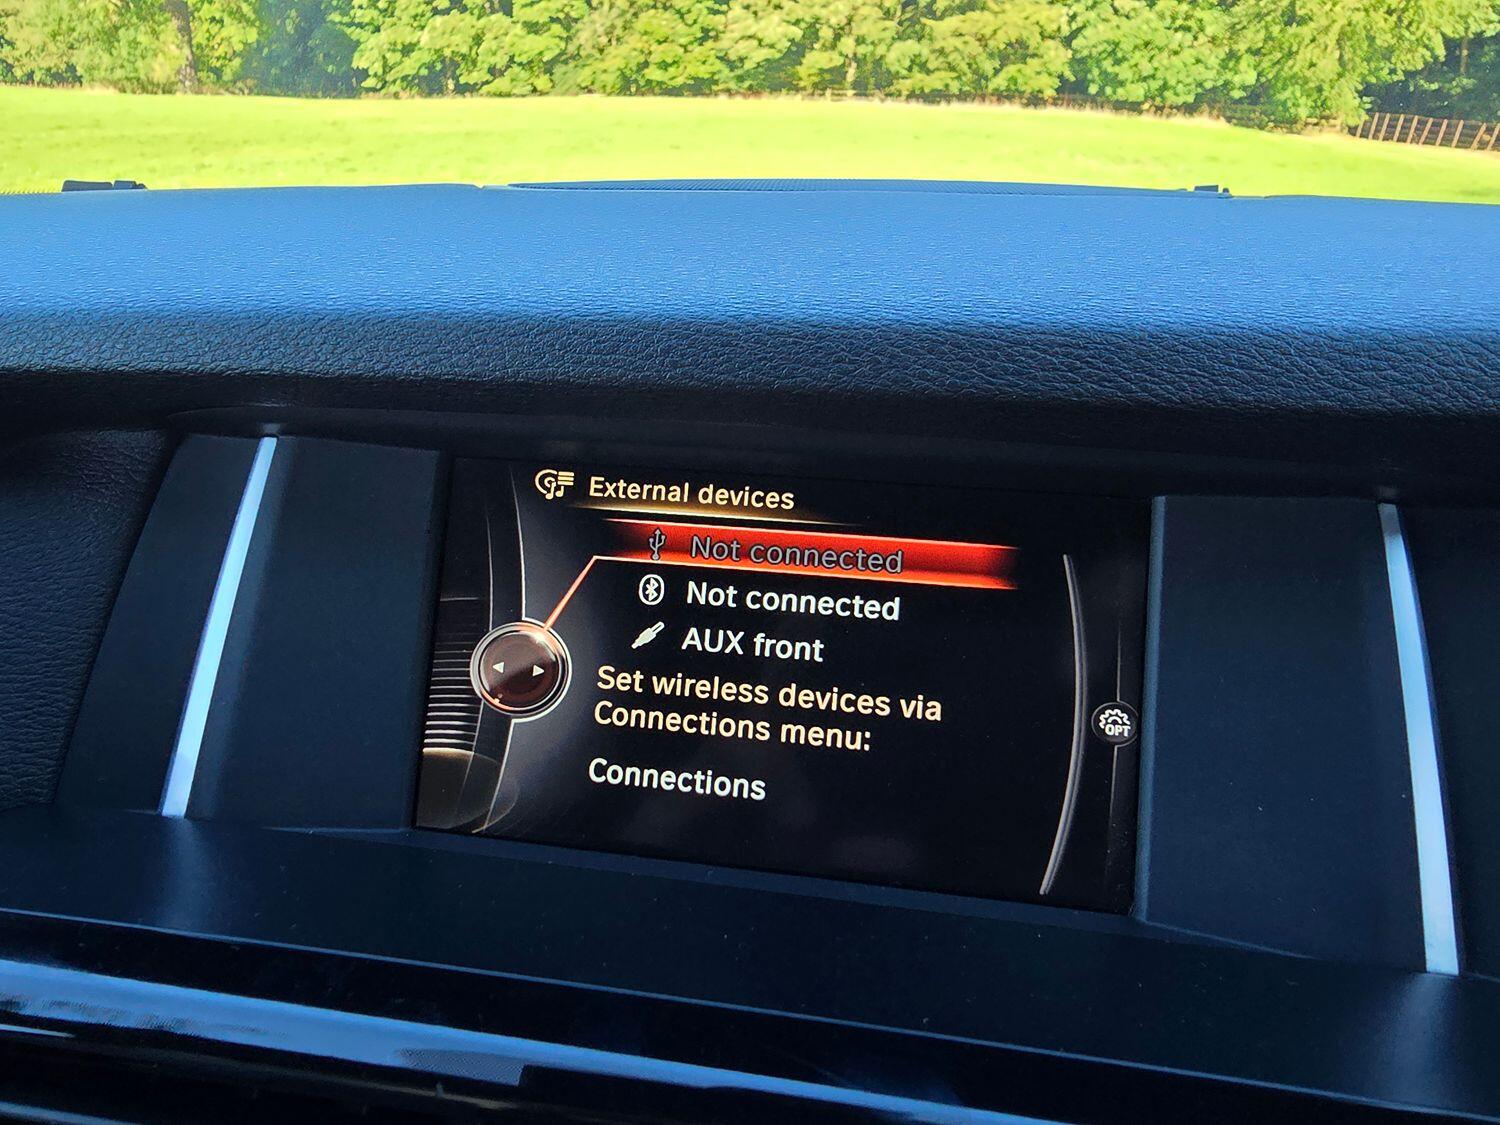 External devices
Not connected
Not connected
AUX front
Set wireless devices via
Connections menu:
Connections
OPT